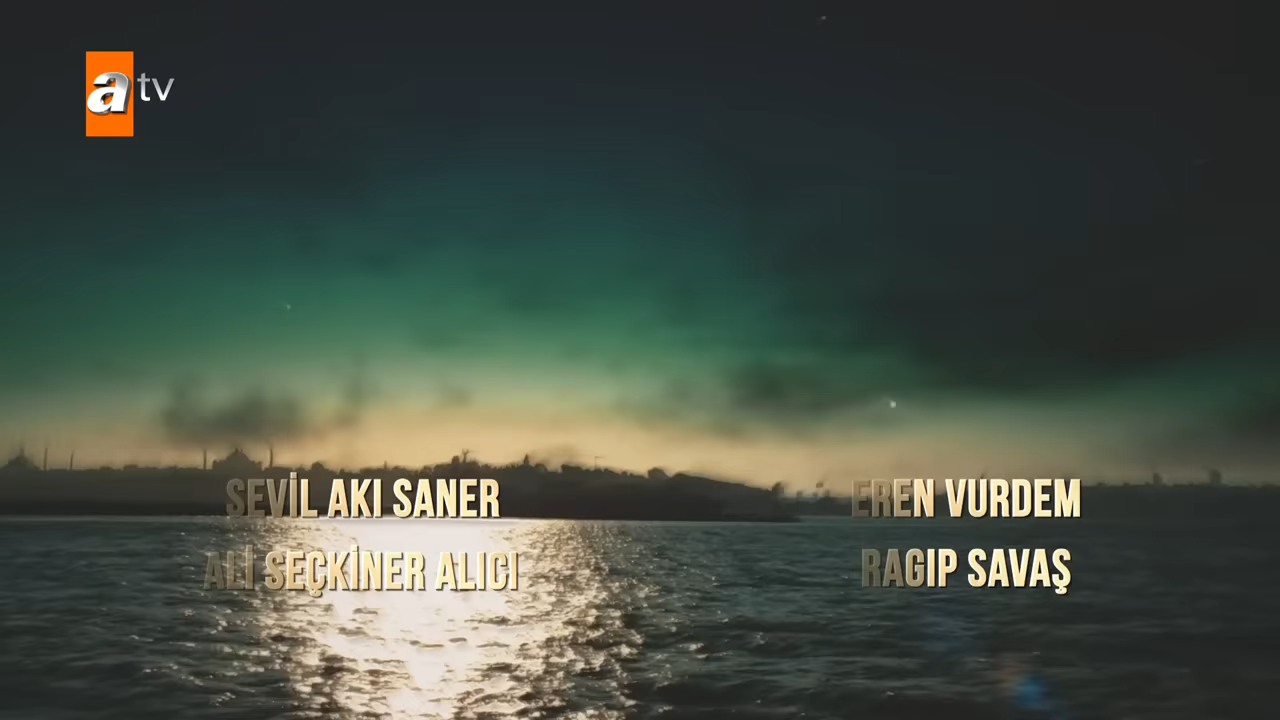 atv
SEVİL AKI SANER
EREN VURDEM
ALİ SEÇKİNER ALICI
RAGIP SAVAŞ